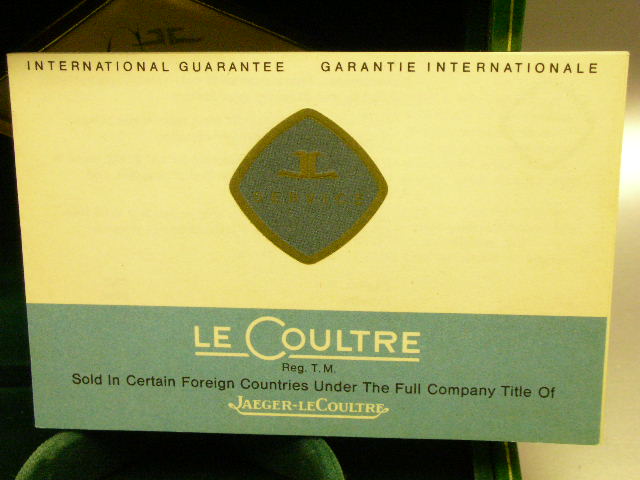 INTERNATIONAL GUARANTEE GARANTIE INTERNATIONALE
JL
SERVICE
LE COULTRE
Reg. T. M.
Sold In Certain Foreign Countries Under The Full Company Title Of
JAEGER-LECOULTRE